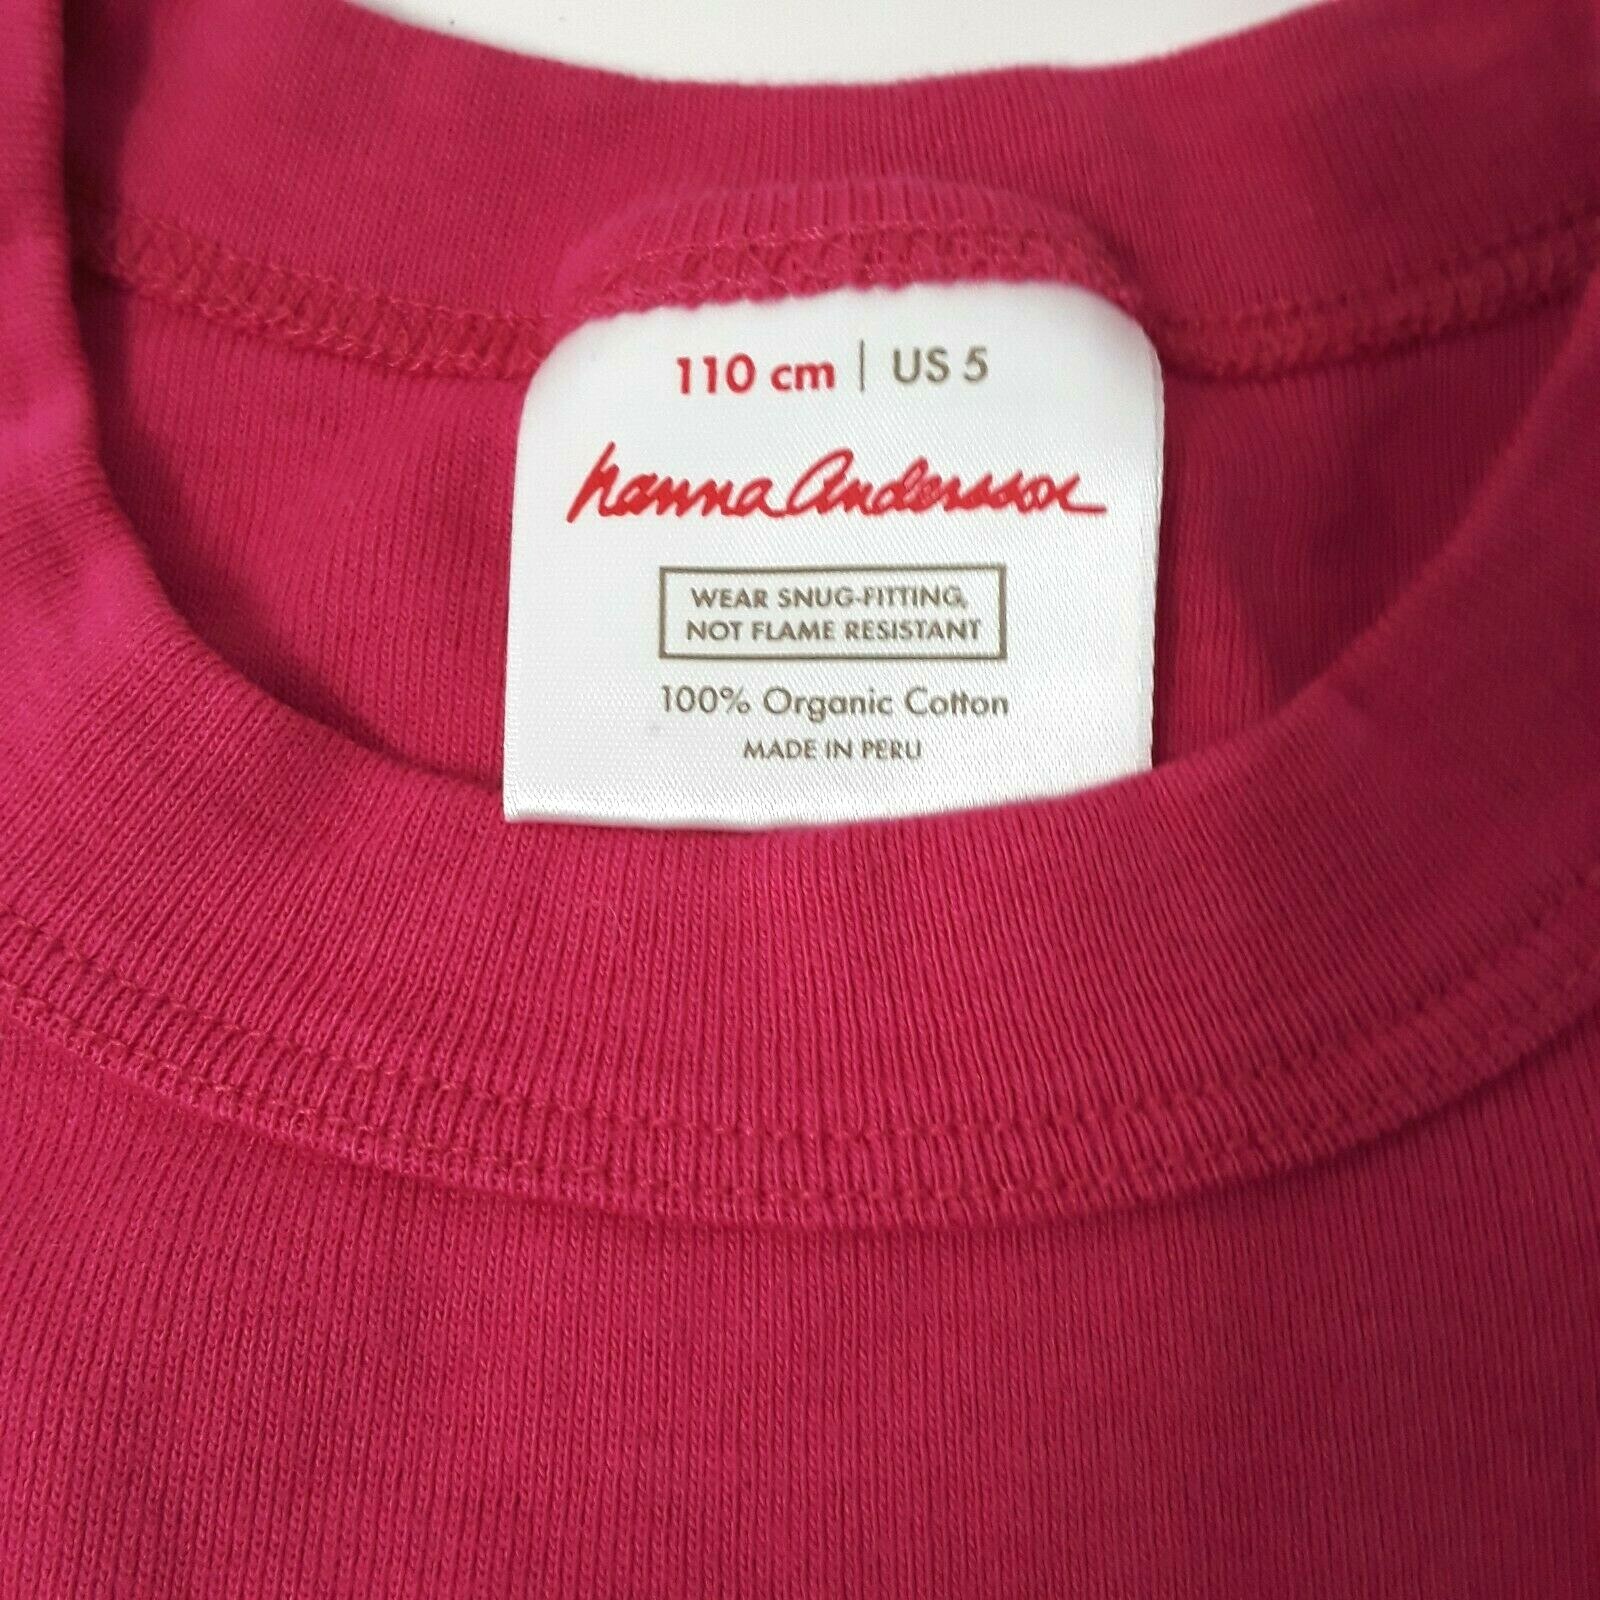 110 cm | US 5
hanna Andersson
WEAR SNUG-FITTING,
NOT FLAME RESISTANT
100% Organic Cotton
MADE IN PERU